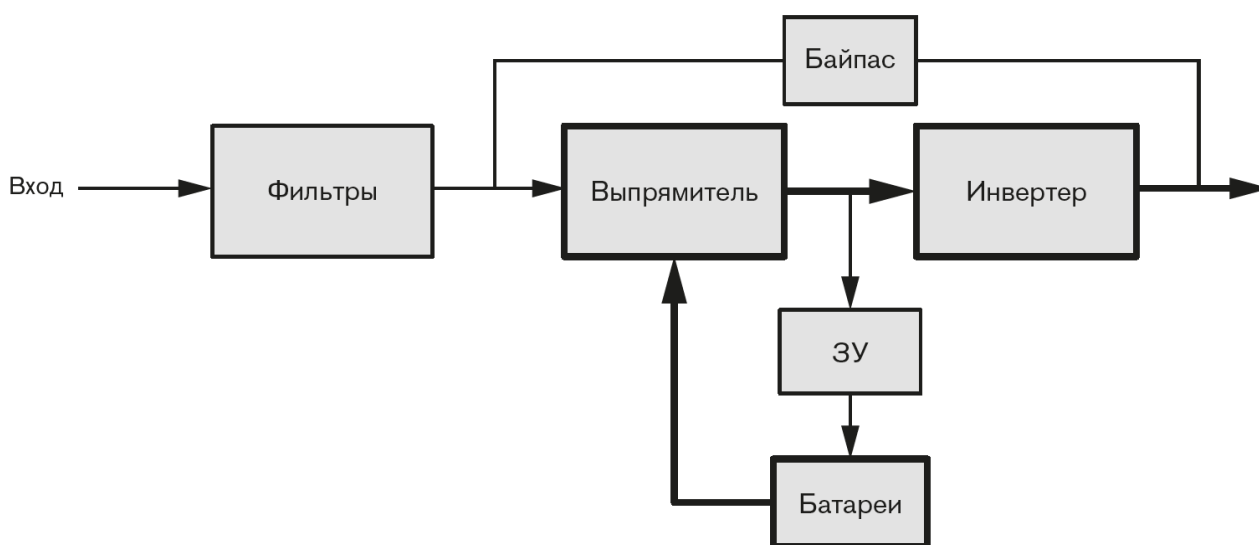 Байпас
Вход
Фильтры
Выпрямитель
Инвертер
ЗУ
Батареи